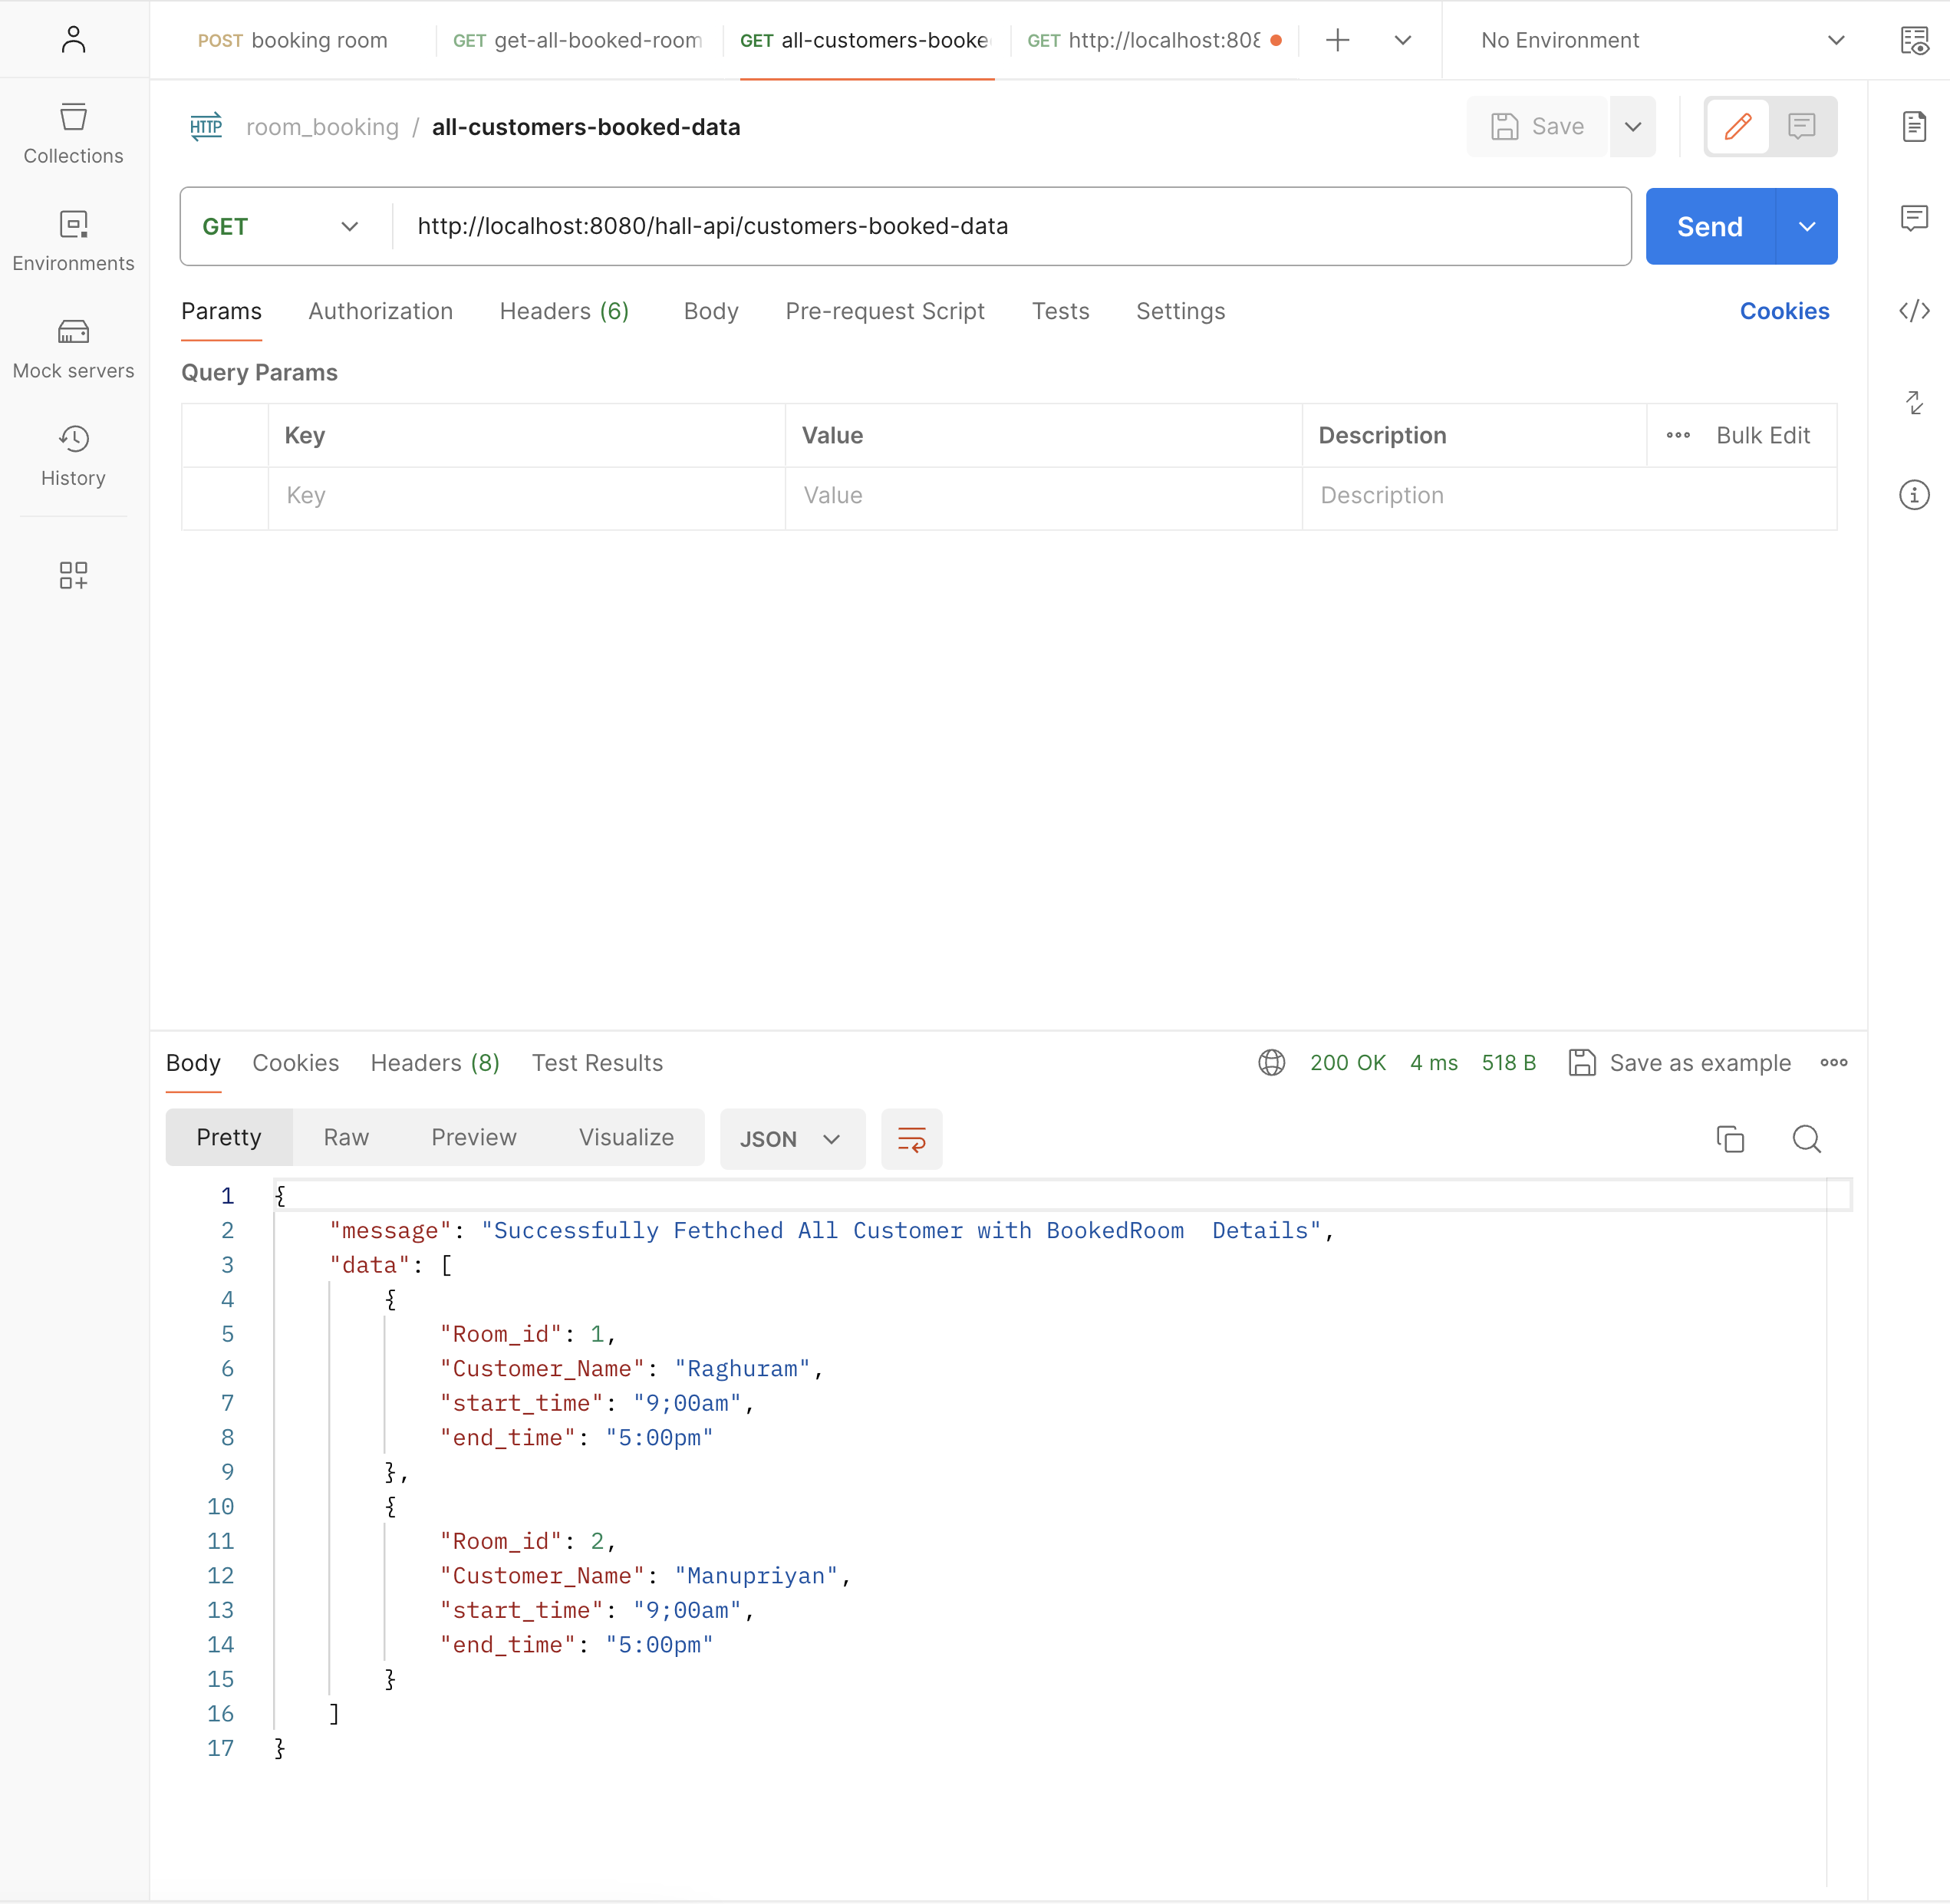 POST booking room GET get-all-booked-room GET all-customers-booke GET http://localhost:808 No Environment
HTTP room_booking / all-customers-booked-data Save
Collections
GET http://localhost:8080/hall-api/customers-booked-data Send
Environments
Params Authorization Headers (6) Body Pre-request Script Tests Settings Cookies
Mock servers
Query Params
Key Value Description Bulk Edit
History
Key Value Description
Body Cookies Headers (8) Test Results 200 OK 4 ms 518 B Save as example
Pretty Raw Preview Visualize JSON
1 {
2 "message": "Successfully Fethched All Customer with BookedRoom  Details",
3 "data": [
4 {
5 "Room_id": 1,
6 "Customer_Name": "Raghuram",
7 "start_time": "9;00am",
8 "end_time": "5:00pm"
9 },
10 {
11 "Room_id": 2,
12 "Customer_Name": "Manupriyan",
13 "start_time": "9;00am",
14 "end_time": "5:00pm"
15 }
16 ]
17 }